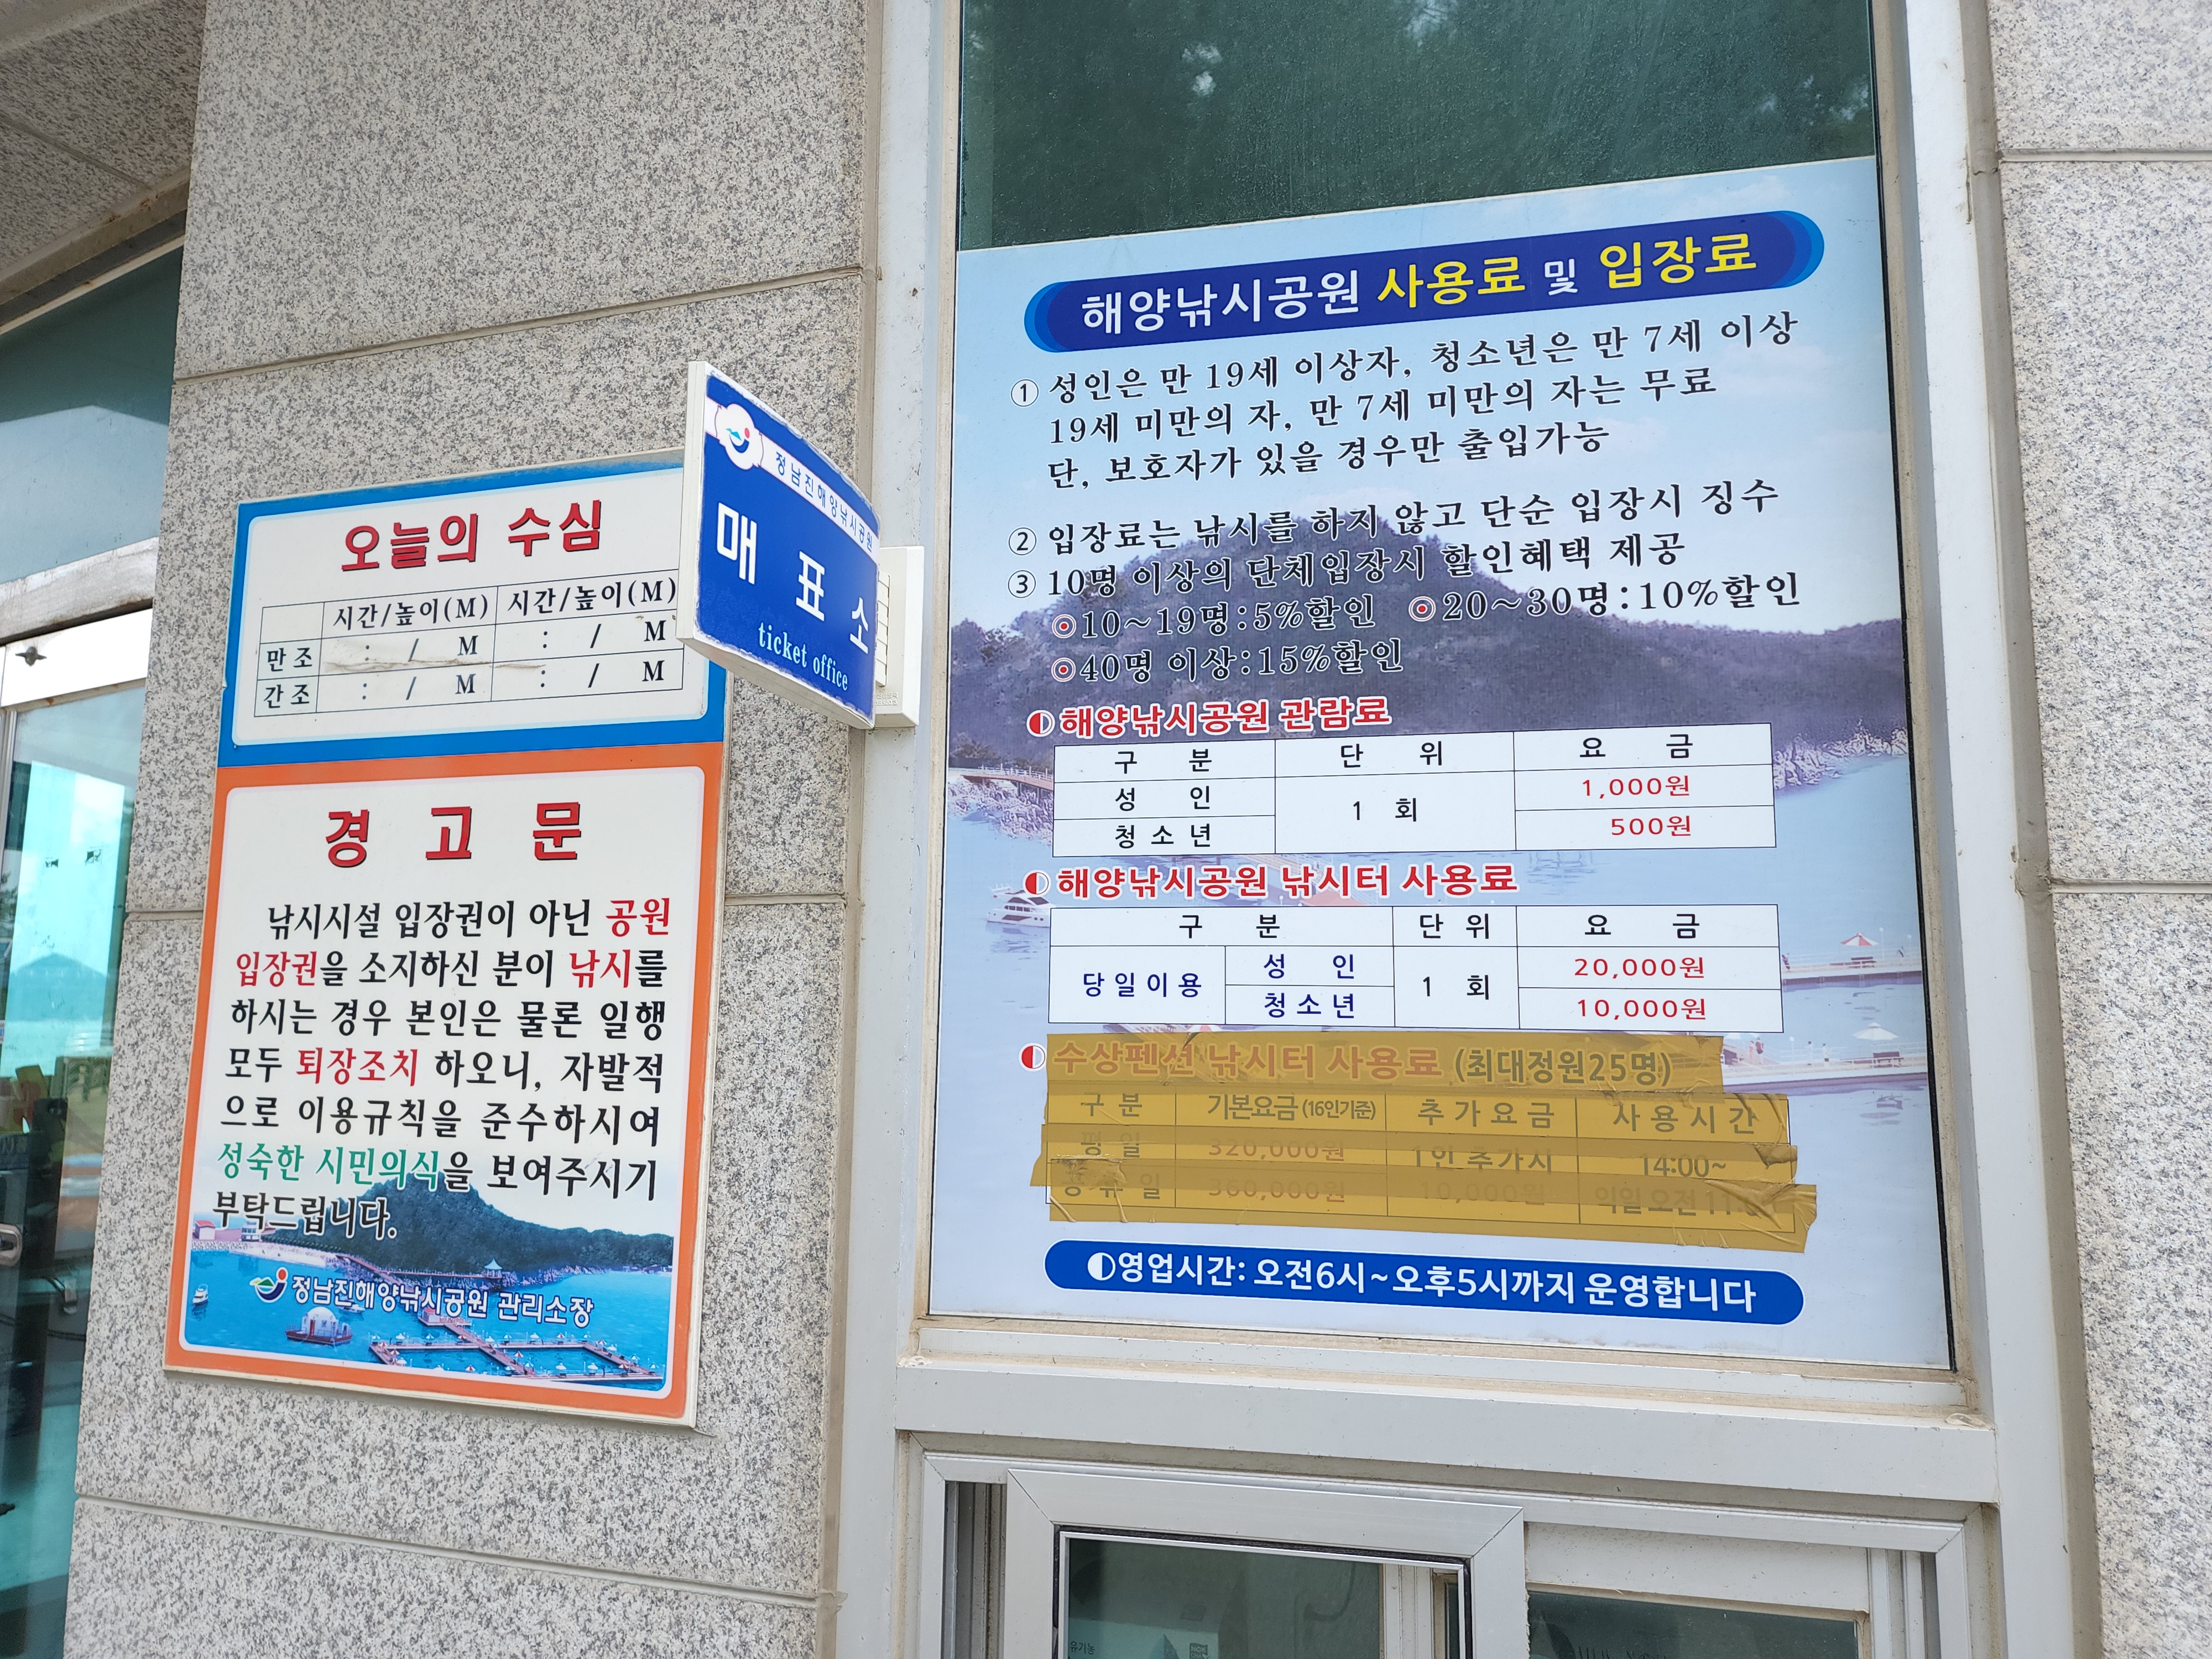 오늘의 수심
시간/높이(M) 시간/높이(M)
만조 : / M : / M
간조 : / M : / M
경 고 문
낚시시설 입장권이 아닌 공원
입장권을 소지하신 분이 낚시를
하시는 경우 본인은 물론 일행
모두 퇴장조치 하오니, 자발적
으로 이용규칙을 준수하시여
성숙한 시민의식을 보여주시기
부탁드립니다.
정남진해양낚시공원 관리소장
정남진해양낚시공원
매표소
ticket office
해양낚시공원 사용료 및 입장료
① 성인은 만 19세 이상자, 청소년은 만 7세 이상
19세 미만의 자, 만 7세 미만의 자는 무료
단, 보호자가 있을 경우만 출입가능
② 입장료는 낚시를 하지 않고 단순 입장시 징수
③ 10명 이상의 단체입장시 할인혜택 제공
◉10~19명:5%할인 ◉20~30명:10%할인
◉40명 이상:15%할인
◐해양낚시공원 관람료
구 분 단 위 요 금
성 인 1 회 1,000원
청소년 500원
◐해양낚시공원 낚시터 사용료
구 분 단 위 요 금
당일이용 성 인 1 회 20,000원
청소년 10,000원
◐수상펜션 낚시터 사용료 (최대정원25명)
구 분 기본요금(16인기준) 추가요금 사용시간
평 일 320,000원 1인 추가시 14:00~
일 360,000원 10,000원 익일 오전
◐영업시간: 오전6시~오후5시까지 운영합니다
유기농